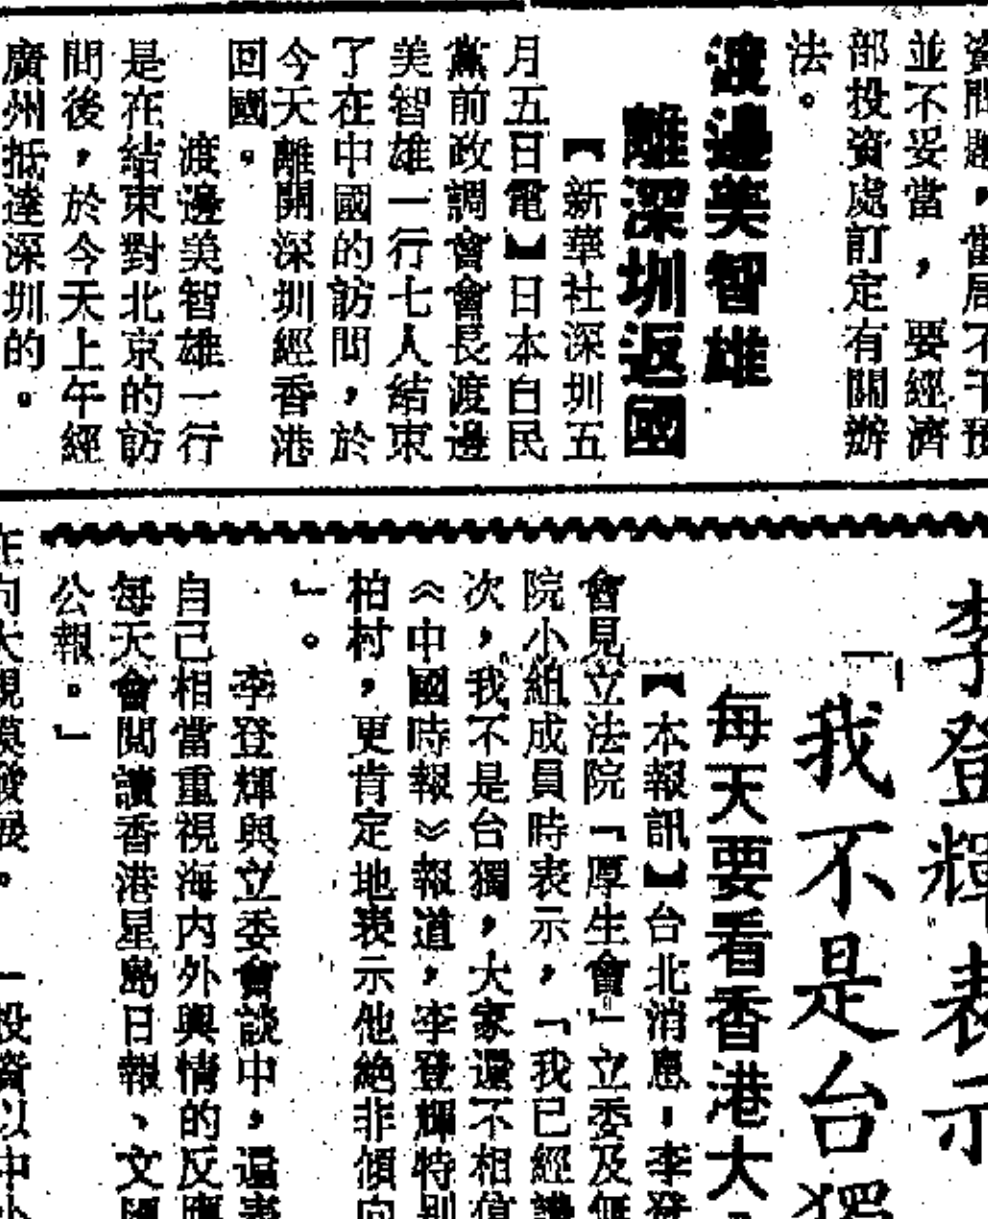 並不妥當，要經濟
部投資處訂定有關辦
法。
渡邊美智雄
離深圳返國
【新華社深圳五
月五日電】日本自民
黨前政調會會長渡邊
美智雄一行七人結束
了在中國的訪問，於
今天離開深圳經香港
回國。
渡邊美智雄一行
是在結束對北京的訪
問後，於今天上午經
廣州抵達深圳的。
李登輝表示
「我不是台獨
每天要看香港大
【本報訊】台北消息，李登
會見立法院「厚生會」立委及
院小組成員時表示，「我已經
次，我不是台獨，大家還不相信
《中國時報》報道，李登輝特別
柏村，更肯定地表示他絶非傾向
」。
李登輝與立委會談中，還表
自己相當重視海内外輿情的反應
每天會閱讀香港星島日報、文匯
公報。」